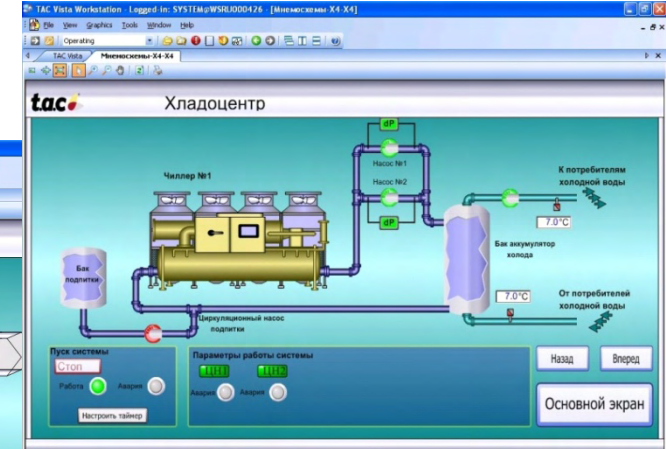 TAC Vista Workstation - Logged-in: SYSTEM@WSRU000426 - [Мнемосхемы-X4-X4]
File View Graphics Tools Window Help
Operating
TAC Vista Мнемосхемы-X4-X4
t.a.c
Хладоцентр
dP
Насос №1
К потребителям
холодной воды
Чиллер №1
Насос №2
7.0°C
dP
Бак аккумулятор
холода
Бак
подпитки
7.0°C
От потребителей
холодной воды
Циркуляционный насос
подпитки
Пуск системы
Стоп
Работа
Авария
Настроить таймер
Параметры работы системы
Авария
Авария
Назад
Вперед
Основной экран